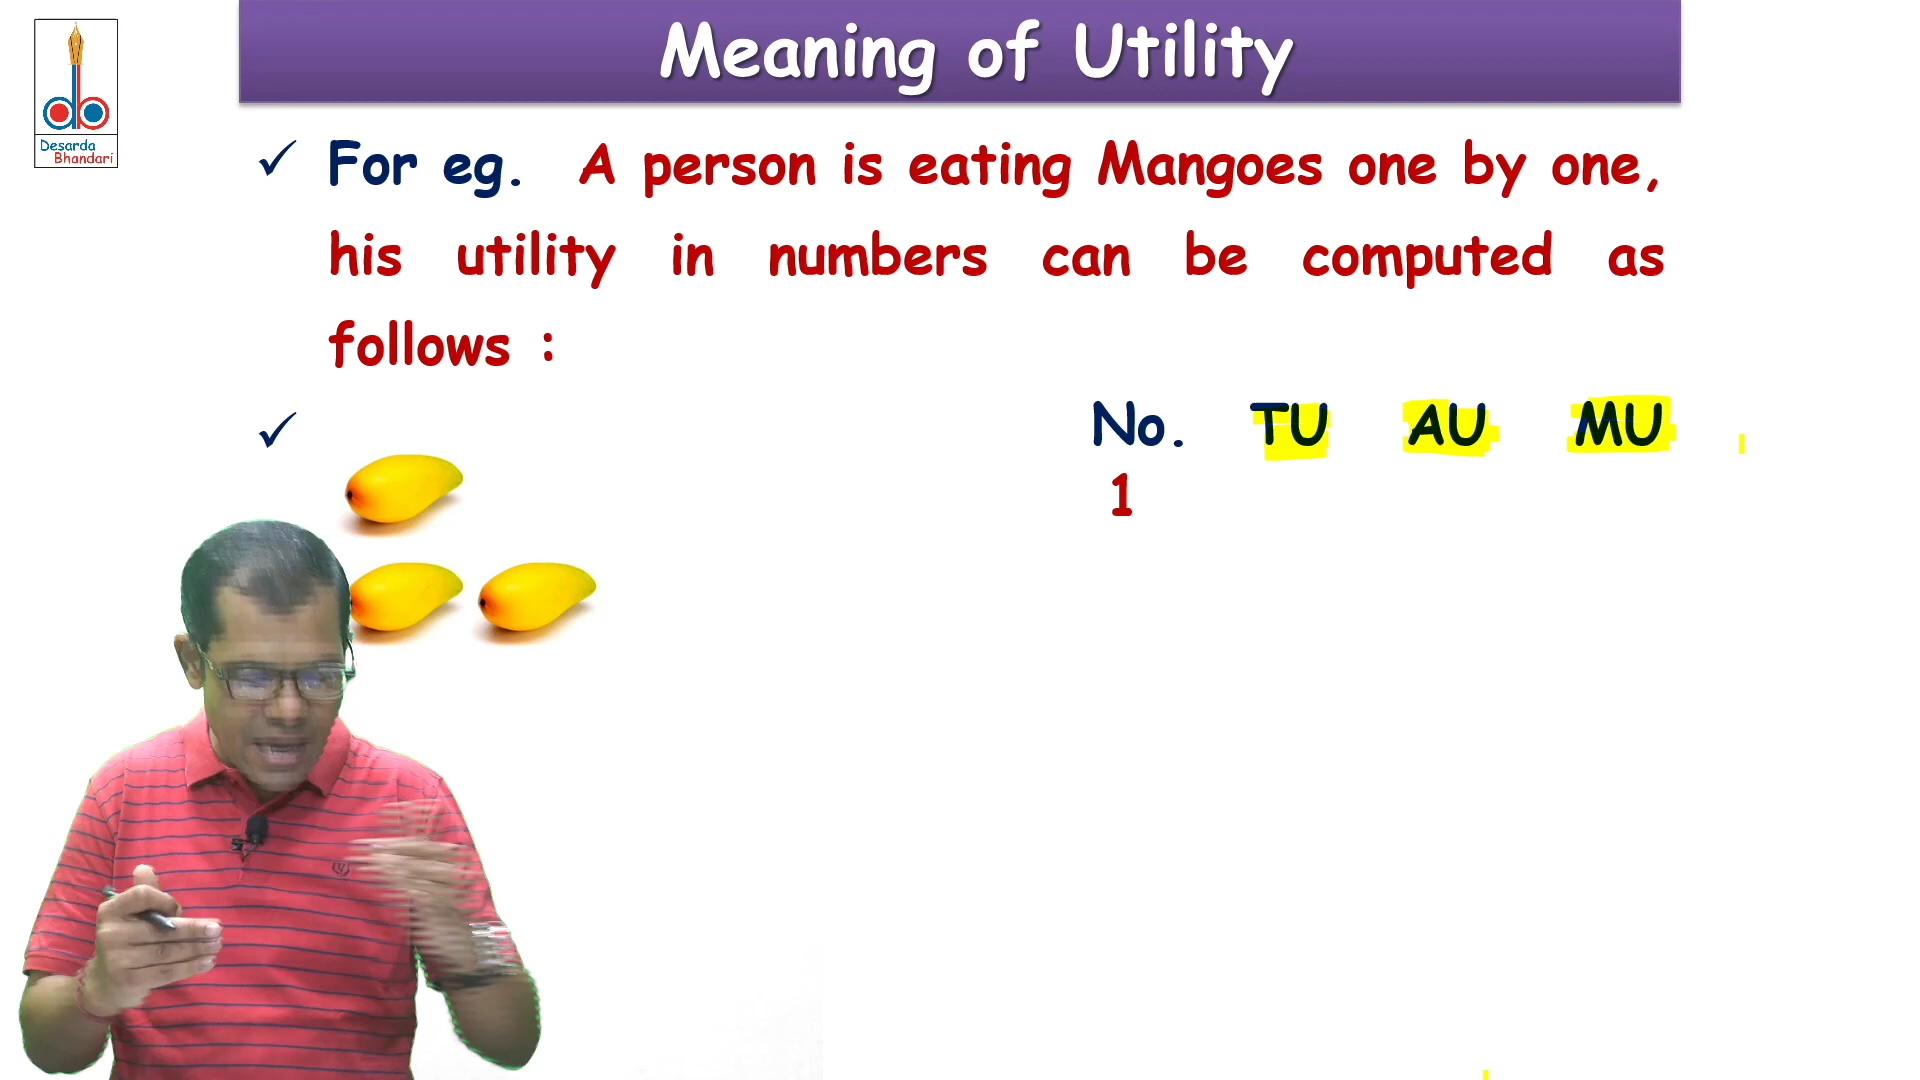 Meaning of Utility
Desarda
Bhandari
✓ For eg. A person is eating Mangoes one by one,
his utility in numbers can be computed as
follows :
✓ No. TU AU MU
1